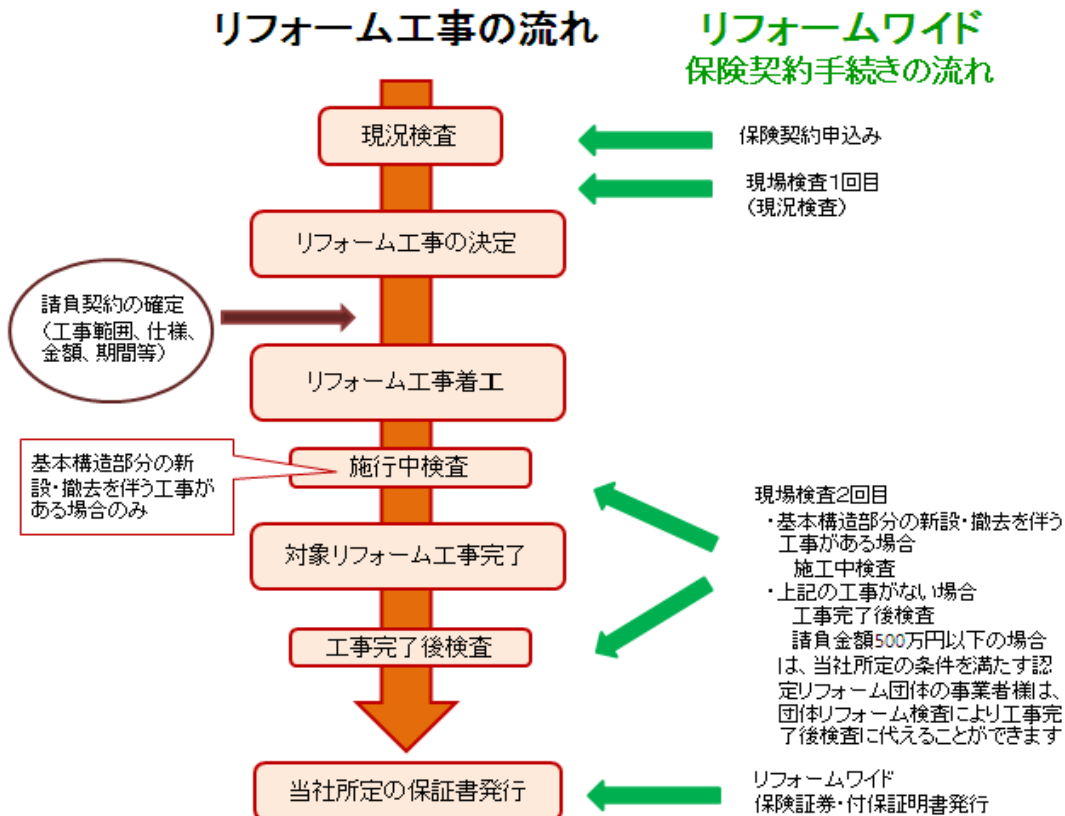 リフォーム工事の流れ
リフォームワイド
保険契約手続きの流れ
現況検査
保険契約申込み
現場検査1回目
(現況検査)
リフォーム工事の決定
請負契約の確定
(工事範囲、仕様、
金額、期間等)
リフォーム工事着工
基本構造部分の新
設・撤去を伴う工事が
ある場合のみ
施行中検査
現場検査2回目
・基本構造部分の新設・撤去を伴う
工事がある場合
施工中検査
・上記の工事がない場合
工事完了後検査
請負金額500万円以下の場合
は、当社所定の条件を満たす認
定リフォーム団体の事業者様は、
団体リフォーム検査により工事完
了後検査に代えることができます
対象リフォーム工事完了
工事完了後検査
当社所定の保証書発行
リフォームワイド
保険証券・付保証明書発行